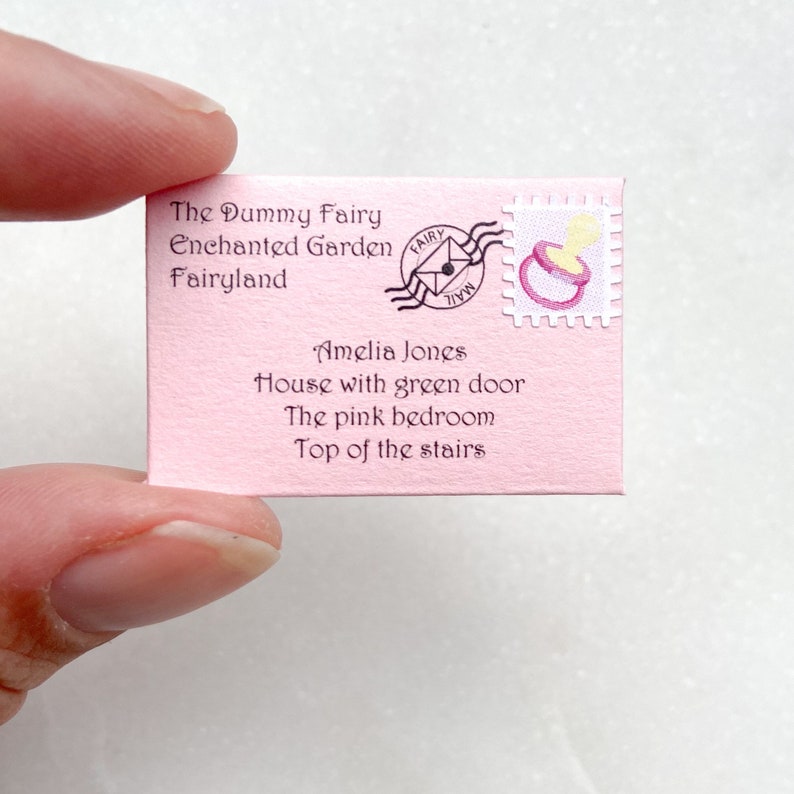 The Dummy Fairy
Enchanted Garden
Fairyland
FAIRY
MAIL
Amelia Jones
House with green door
The pink bedroom
Top of the stairs